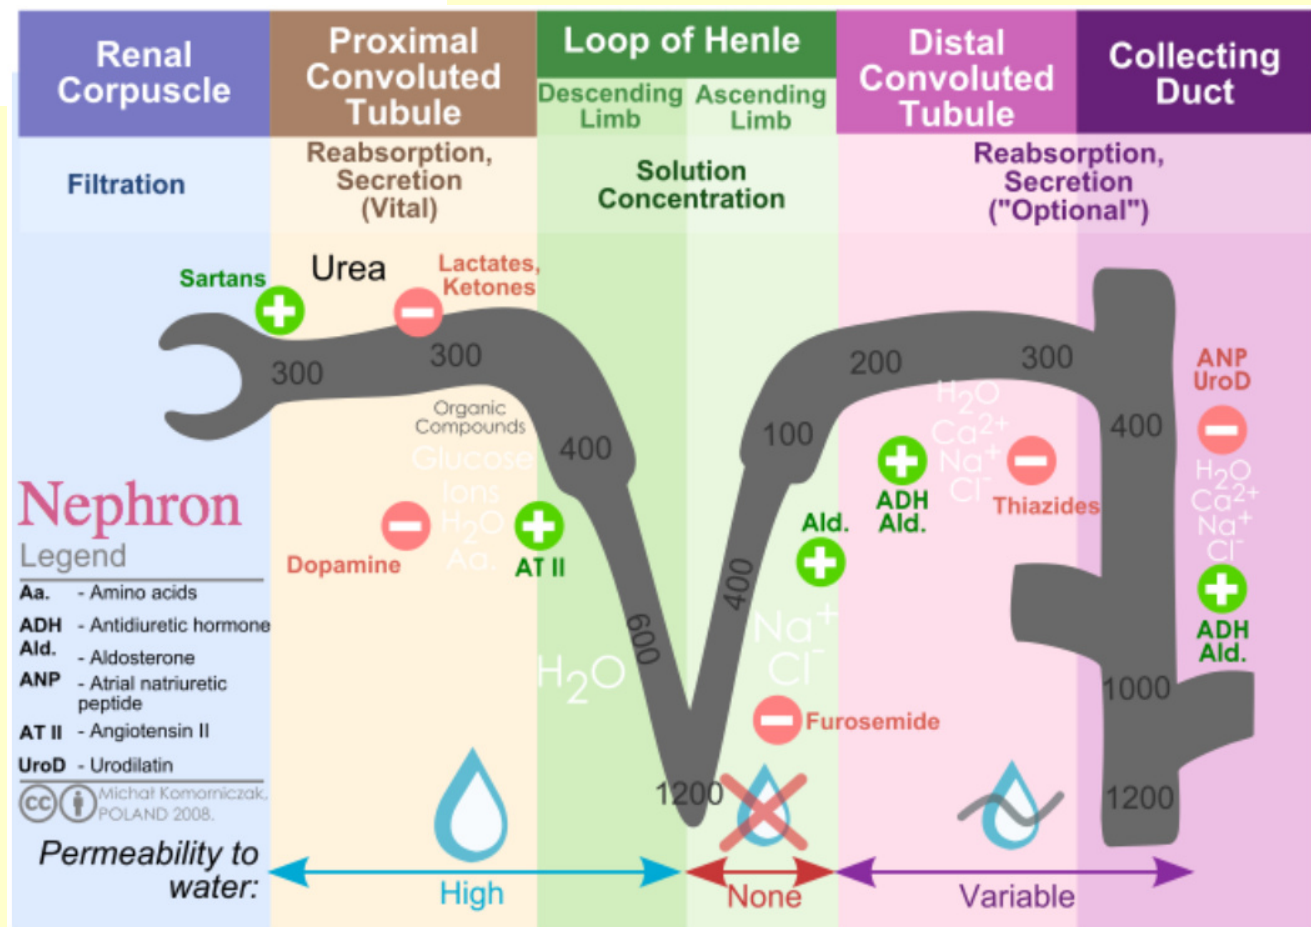 Renal
Corpuscle
Proximal
Convoluted
Tubule
Loop of Henle
Descending
Limb
Ascending
Limb
Distal
Convoluted
Tubule
Collecting
Duct
Filtration
Reabsorption,
Secretion
(Vital)
Solution
Concentration
Reabsorption,
Secretion
("Optional")
Sartans
Urea
Lactates,
Ketones
300
300
Organic
Compounds
Glucose
Ions
H2O
Aa.
Dopamine
AT II
400
600
H2O
1200
400
100
Ald.
Na+
Cl-
Furosemide
200
300
H2O
Ca2+
Na+
Cl-
ADH
Ald.
Thiazides
400
1000
1200
ANP
UroD
H2O
Ca2+
Na+
Cl-
ADH
Ald.
Nephron
Legend
Aa. - Amino acids
ADH - Antidiuretic hormone
Ald. - Aldosterone
ANP - Atrial natriuretic
peptide
AT II - Angiotensin II
UroD - Urodilatin
cc Michał Komorniczak,
POLAND 2008.
Permeability to
water:
High
None
Variable